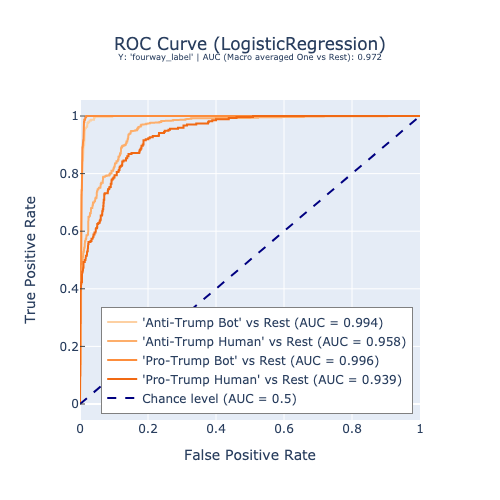 ROC Curve (LogisticRegression)
Y: 'fourway_label' | AUC (Macro averaged One vs Rest): 0.972
1
0.8
0.6
0.4
0.2
0
True Positive Rate
'Anti-Trump Bot' vs Rest (AUC = 0.994)
'Anti-Trump Human' vs Rest (AUC = 0.958)
'Pro-Trump Bot' vs Rest (AUC = 0.996)
'Pro-Trump Human' vs Rest (AUC = 0.939)
Chance level (AUC = 0.5)
0 0.2 0.4 0.6 0.8 1
False Positive Rate